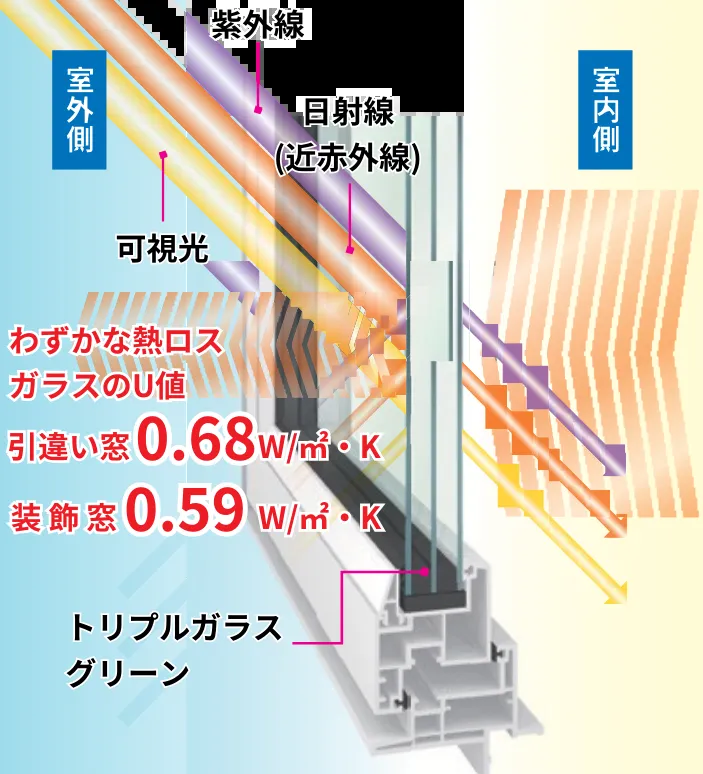 紫外線
室外側
室内側
日射線
(近赤外線)
可視光
わずかな熱ロス
ガラスのU値
引違い窓0.68W/㎡・K
装飾窓0.59 W/㎡・K
トリプルガラス
グリーン